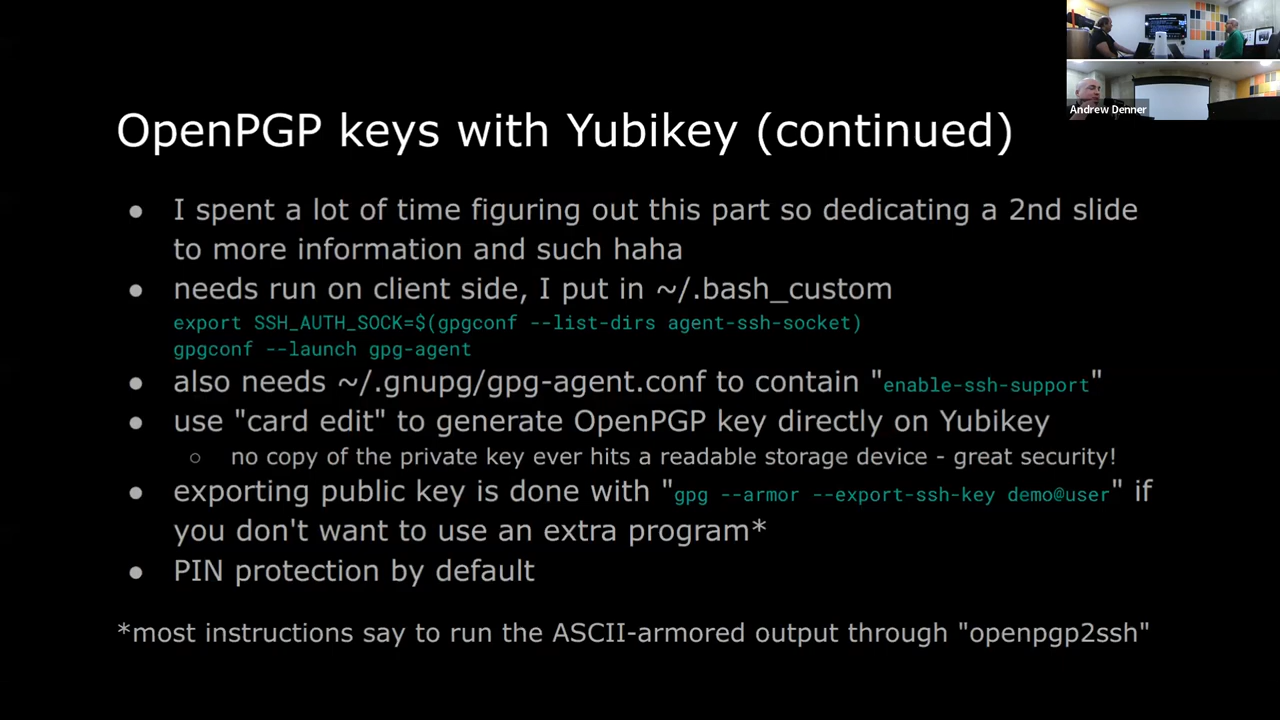 OpenPGP keys with Yubikey (continued)
Andrew Denner
● I spent a lot of time figuring out this part so dedicating a 2nd slide
to more information and such haha
● needs run on client side, I put in ~/.bash_custom
export SSH_AUTH_SOCK=$(gpgconf --list-dirs agent-ssh-socket)
gpgconf --launch gpg-agent
● also needs ~/.gnupg/gpg-agent.conf to contain "enable-ssh-support"
● use "card edit" to generate OpenPGP key directly on Yubikey
○ no copy of the private key ever hits a readable storage device - great security!
● exporting public key is done with "gpg --armor --export-ssh-key demo@user" if
you don't want to use an extra program*
● PIN protection by default
*most instructions say to run the ASCII-armored output through "openpgp2ssh"